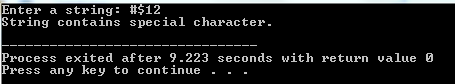 Enter a string: #$12
String contains special character.
--------------------------------
Process exited after 9.223 seconds with return value 0
Press any key to continue . . .